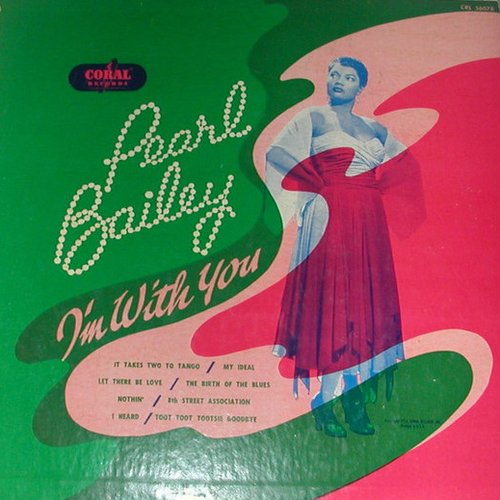 CRL 56078
CORAL
RECORDS
Pearl
Bailey
I'm With You
IT TAKES TWO TO TANGO / MY IDEAL
LET THERE BE LOVE / THE BIRTH OF THE BLUES
NOTHIN' / 8th STREET ASSOCIATION
I HEARD / TOOT TOOT TOOTSIE GOODBYE